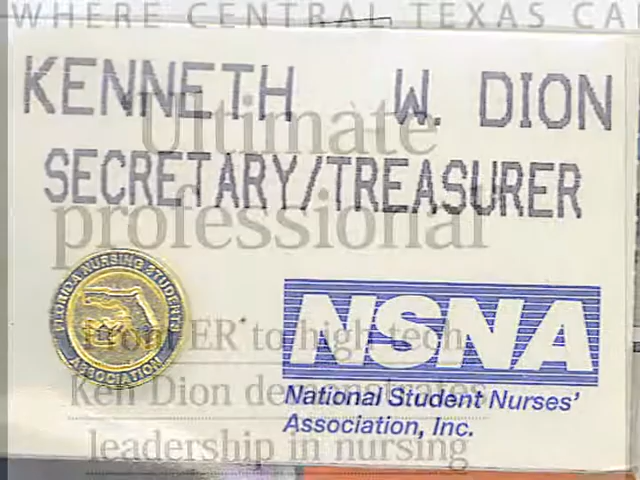 WHERE CENTRAL TEXAS CA
KENNETH W. DION
Ultimate
SECRETARY/TREASURER
professional
FLORIDA NURSING STUDENTS
ASSOCIATION
NSNA
From ER to high tech
Ken Dion demonstrates
National Student Nurses'
Association, Inc.
leadership in nursing